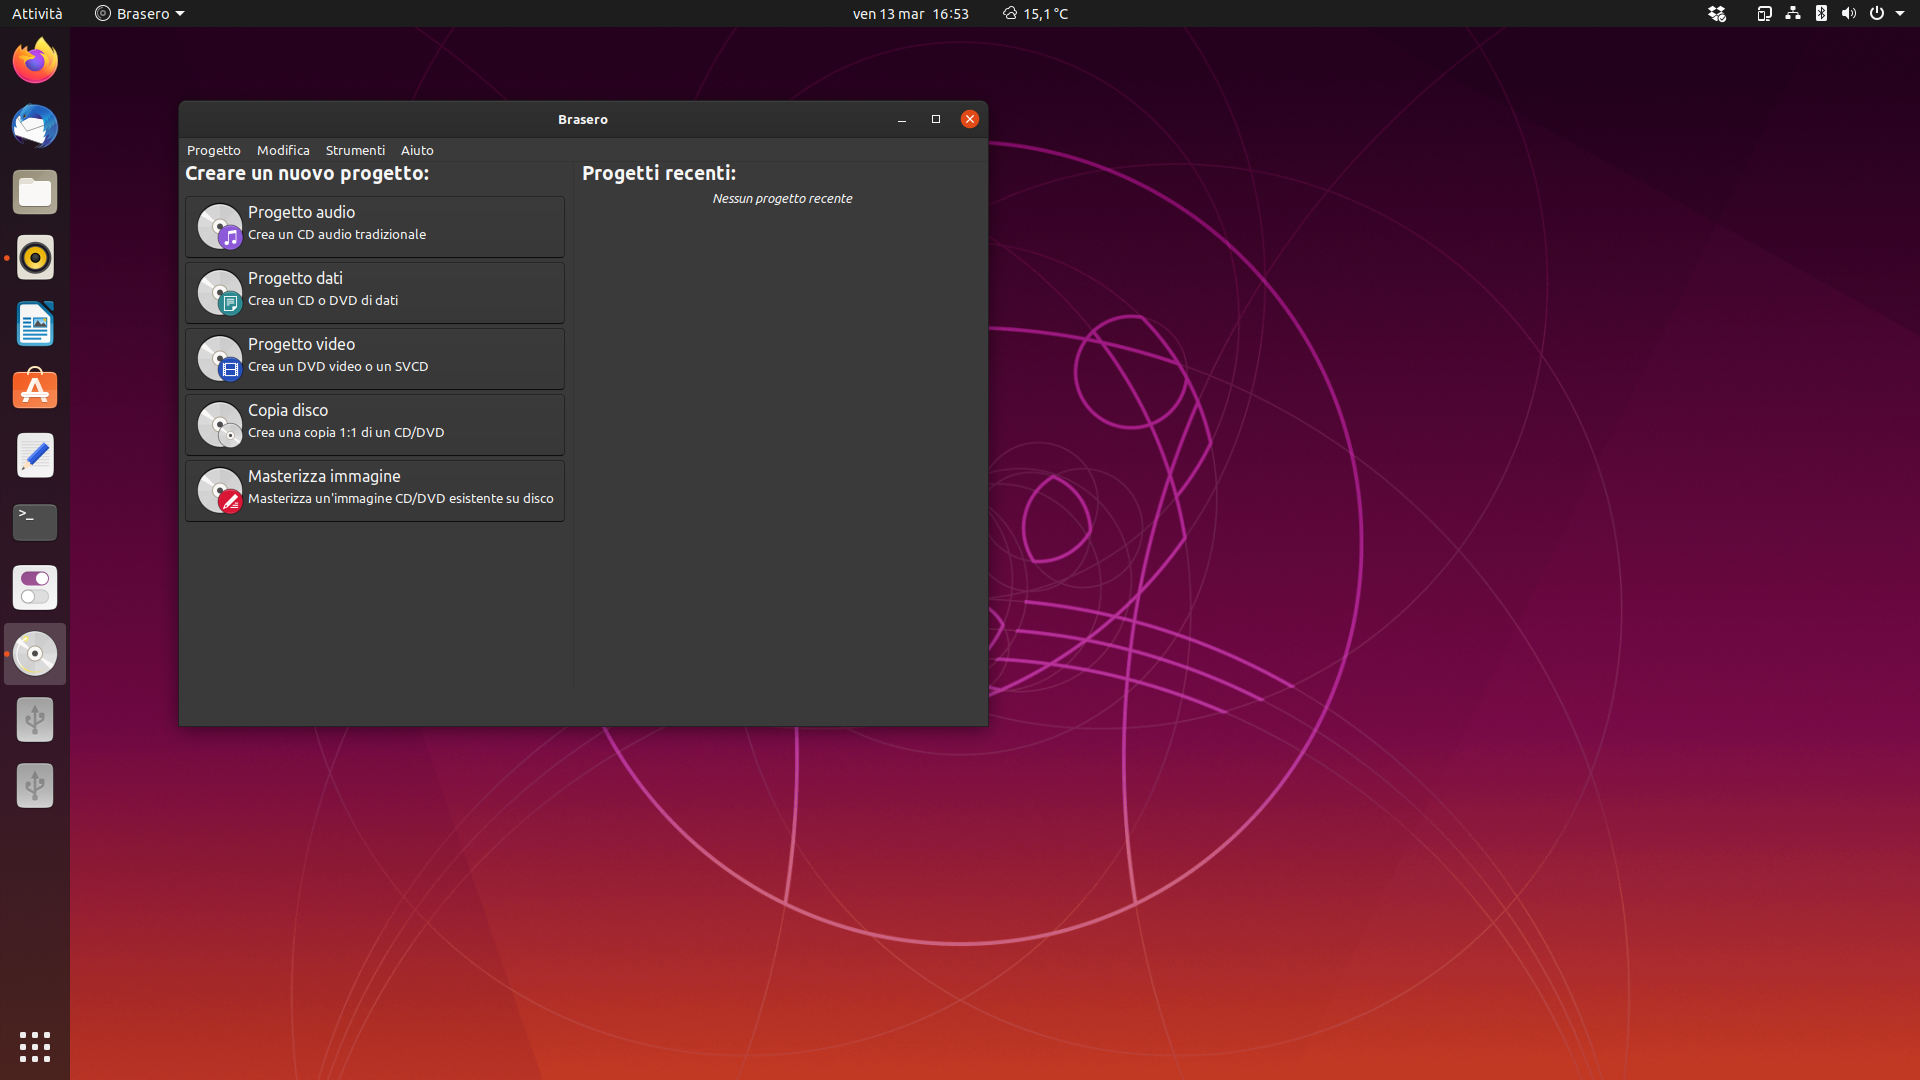 Attività
Brasero
ven 13 mar 16:53
15,1 °C
Brasero
Progetto Modifica Strumenti Aiuto
Creare un nuovo progetto:
Progetto audio
Crea un CD audio tradizionale
Progetto dati
Crea un CD o DVD di dati
Progetto video
Crea un DVD video o un SVCD
Copia disco
Crea una copia 1:1 di un CD/DVD
Masterizza immagine
Masterizza un'immagine CD/DVD esistente su disco
Progetti recenti:
Nessun progetto recente